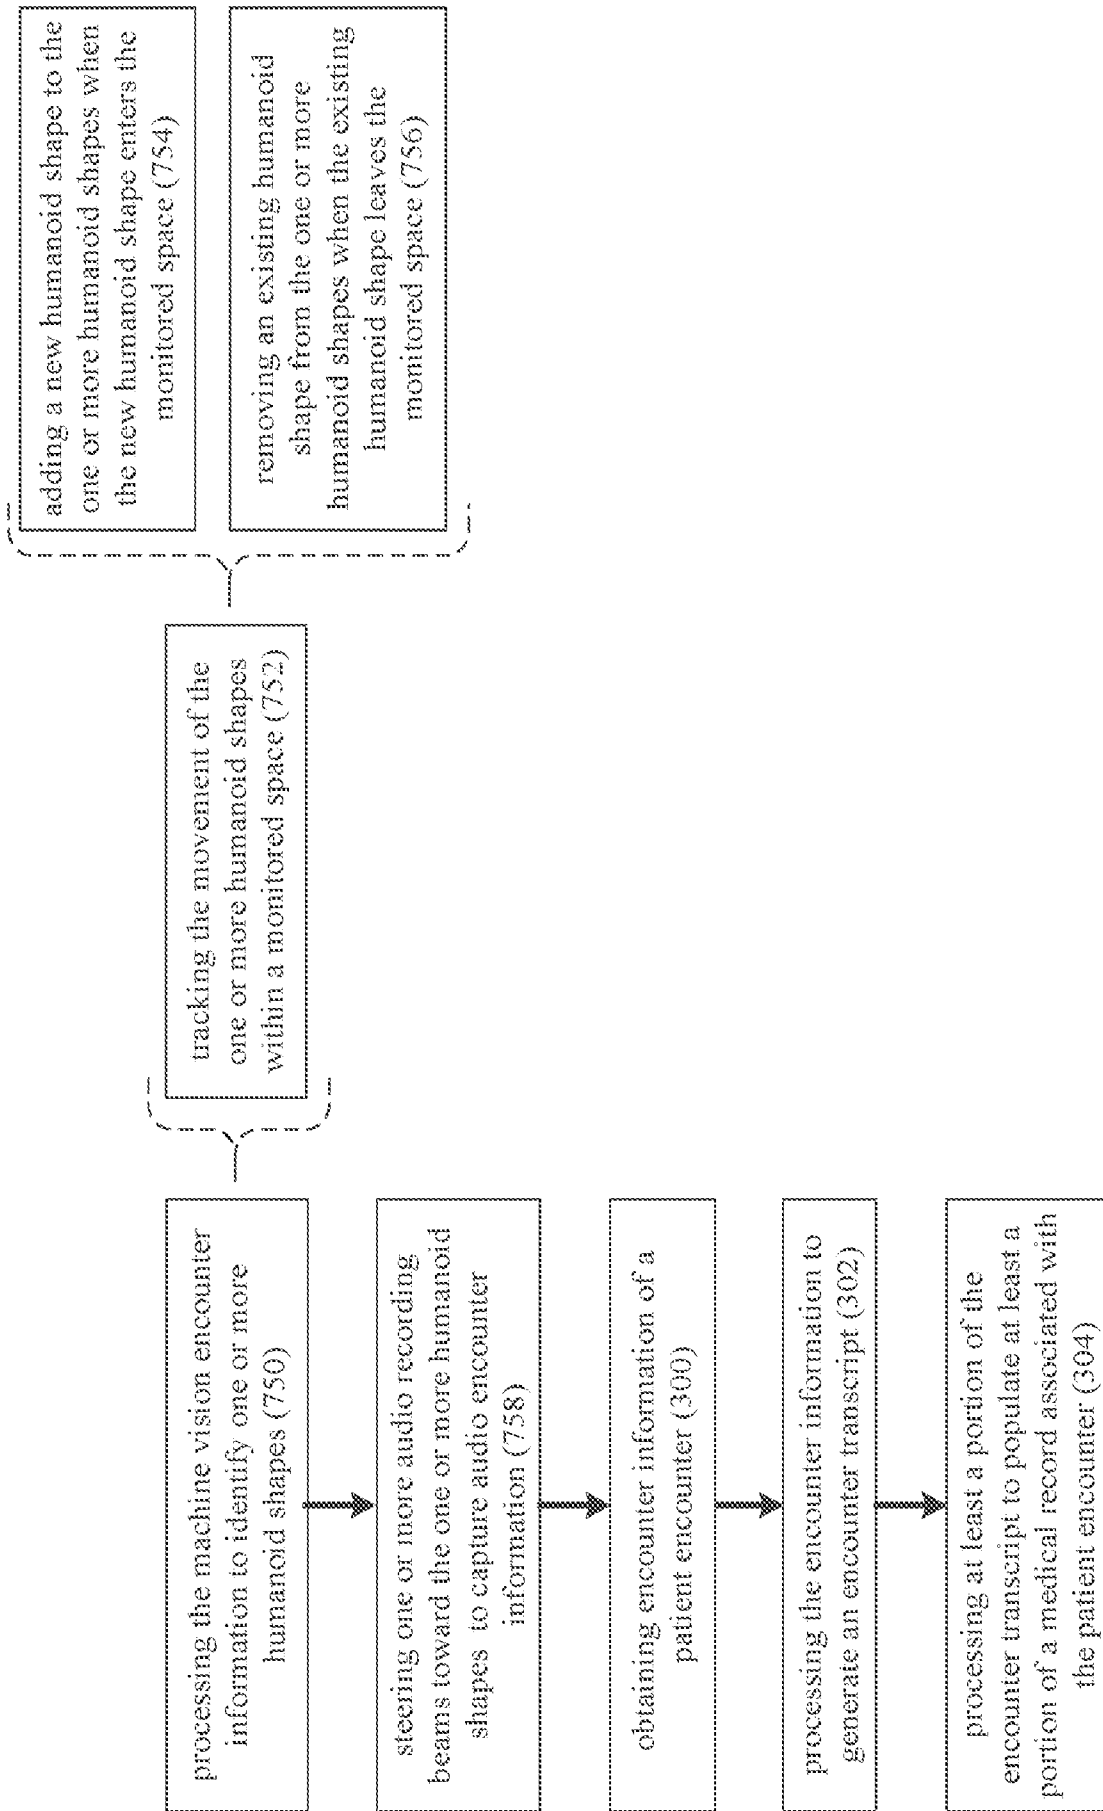 processing the machine vision encounter
information to identify one or more
humanoid shapes (750)
tracking the movement of the
one or more humanoid shapes
within a monitored space (752)
adding a new humanoid shape to the
one or more humanoid shapes when
the new humanoid shape enters the
monitored space (754)
removing an existing humanoid
shape from the one or more
humanoid shapes when the existing
humanoid shape leaves the
monitored space (756)
steering one or more audio recording
beams toward the one or more humanoid
shapes to capture audio encounter
information (758)
obtaining encounter information of a
patient encounter (300)
processing the encounter information to
generate an encounter transcript (302)
processing at least a portion of the
encounter transcript to populate at least a
portion of a medical record associated with
the patient encounter (304)